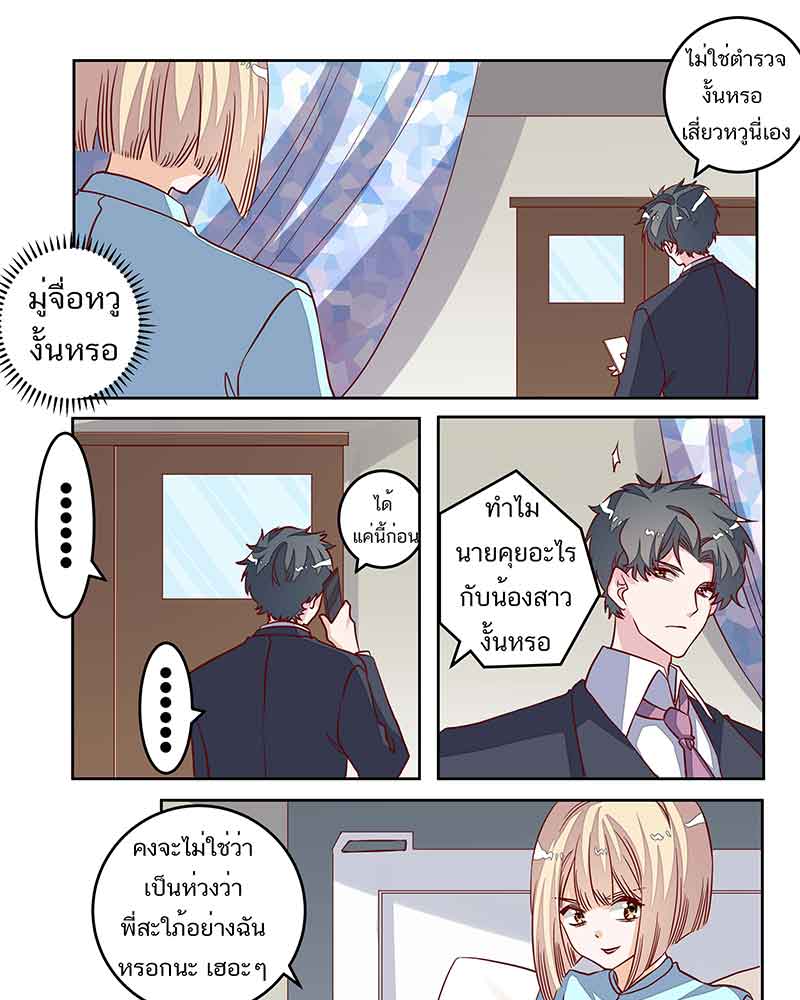 ไม่ใช่ตำรวจ
งั้นหรอ
เสี่ยวหวูนี่เอง
มู่จื่อหวู
งั้นหรอ
ได้
แค่นี้ก่อน
ทำไม
นายคุยอะไร
กับน้องสาว
งั้นหรอ
คงจะไม่ใช่ว่า
เป็นห่วงว่า
พี่สะใภ้อย่างฉัน
หรอกนะ เฮอะๆ